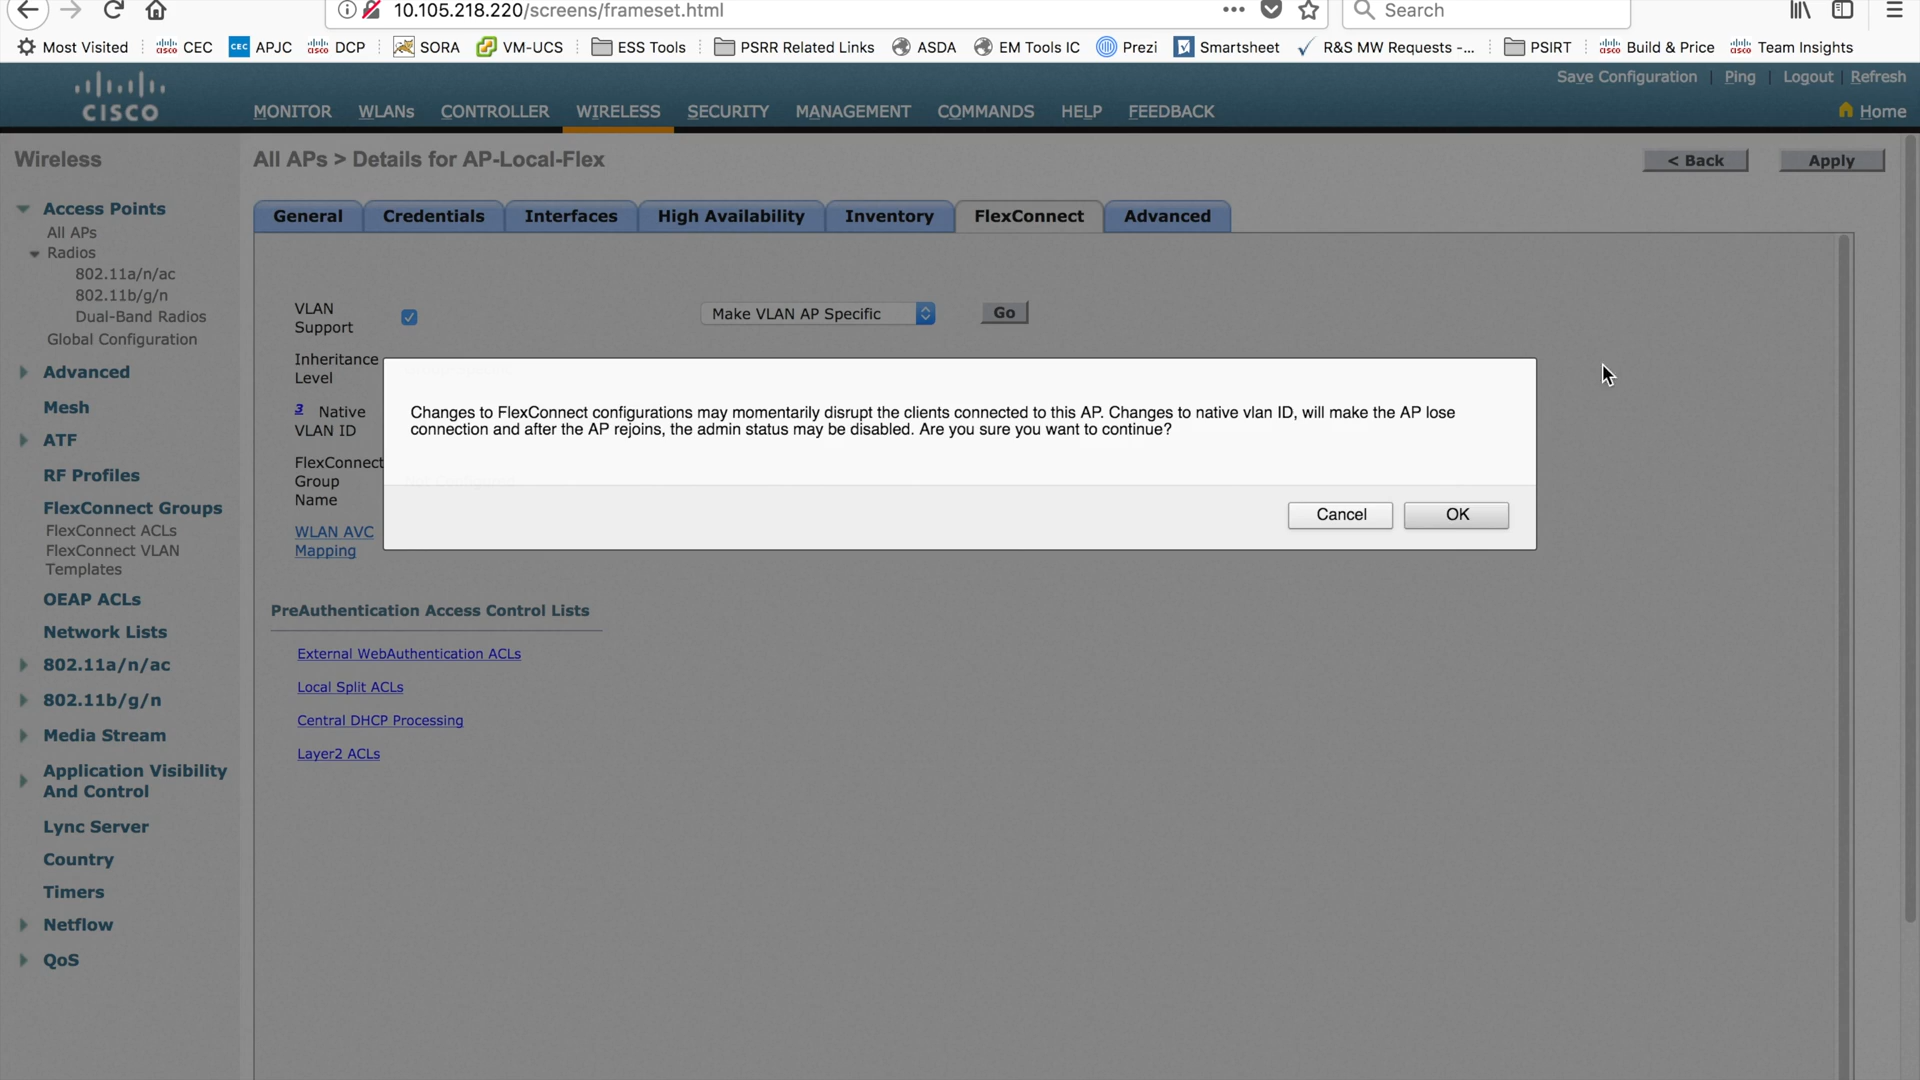 10.105.218.220/screens/frameset.html
Search
Most Visited
CEC
APJC
DCP
SORA
VM-UCS
ESS Tools
PSRR Related Links
ASDA
EM Tools IC
Prezi
Smartsheet
R&S MW Requests -...
PSIRT
Build & Price
Team Insights
Save Configuration | Ping | Logout | Refresh
CISCO
MONITOR WLANs CONTROLLER WIRELESS SECURITY MANAGEMENT COMMANDS HELP FEEDBACK
Home
Wireless
All APs > Details for AP-Local-Flex
< Back
Apply
Access Points
All APs
Radios
802.11a/n/ac
802.11b/g/n
Dual-Band Radios
Global Configuration
Advanced
Mesh
ATF
RF Profiles
FlexConnect Groups
FlexConnect ACLs
FlexConnect VLAN
Templates
OEAP ACLs
Network Lists
802.11a/n/ac
802.11b/g/n
Media Stream
Application Visibility
And Control
Lync Server
Country
Timers
Netflow
QoS
General Credentials Interfaces High Availability Inventory FlexConnect Advanced
VLAN
Support
Make VLAN AP Specific
Go
Inheritance
Level
3 Native
VLAN ID
FlexConnect
Group
Name
WLAN AVC
Mapping
Changes to FlexConnect configurations may momentarily disrupt the clients connected to this AP. Changes to native vlan ID, will make the AP lose
connection and after the AP rejoins, the admin status may be disabled. Are you sure you want to continue?
Cancel
OK
PreAuthentication Access Control Lists
External WebAuthentication ACLs
Local Split ACLs
Central DHCP Processing
Layer2 ACLs